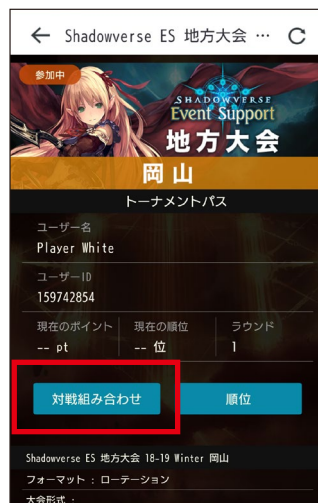 ← Shadowverse ES 地方大会 … C
参加中
SHADOWVERSE
Event Support
地方大会
岡山
トーナメントパス
ユーザー名
Player White
ユーザーID
159742854
現在のポイント 現在の順位 ラウンド
-- pt -- 位 1
対戦組み合わせ 順位
Shadowverse ES 地方大会 18-19 Winter 岡山
フォーマット : ローテーション
大会形式 :